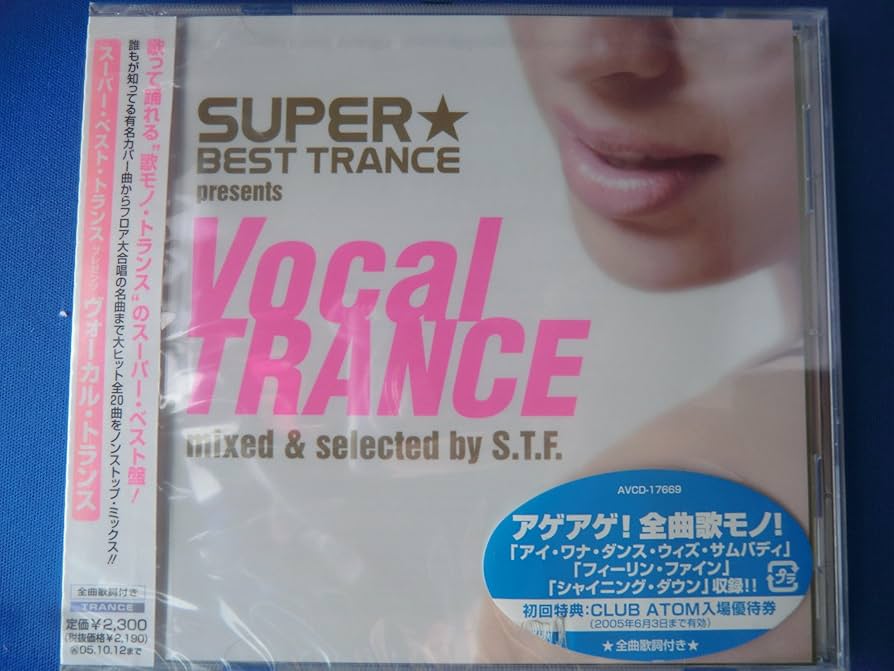 歌って踊れる"歌モノ・トランス"のスーパー・ベスト盤!
誰もが知ってる有名カバー曲からフロア大合唱の名曲まで大ヒット全20曲をノンストップ・ミックス!!
スーパー・ベスト・トランス プレゼンツ ヴォーカル・トランス
全曲歌詞付き
TRANCE
定価¥2,300
(税抜価格¥2,190)
05.10.12まで
SUPER★
BEST TRANCE
presents
Vocal
TRANCE
mixed & selected by S.T.F.
AVCD-17669
アゲアゲ!全曲歌モノ!
「アイ・ワナ・ダンス・ウィズ・サムバディ」
「フィーリン・ファイン」
「シャイニング・ダウン」収録!!
プラ
初回特典:CLUB ATOM入場優待券
(2005年6月3日まで有効)
★全曲歌詞付き★